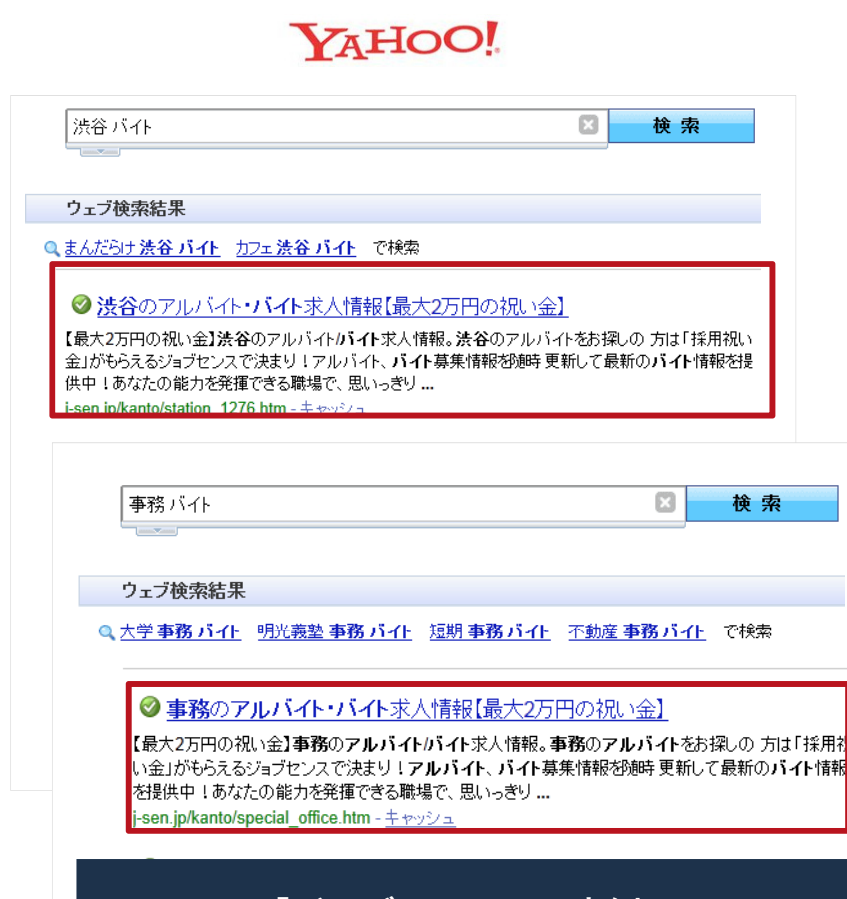 YAHOO!
渋谷 バイト
検 索
ウェブ検索結果
まんだらけ 渋谷 バイト カフェ 渋谷 バイト で検索
渋谷のアルバイト・バイト求人情報【最大2万円の祝い金】
【最大2万円の祝い金】渋谷のアルバイト/バイト求人情報。渋谷のアルバイトをお探しの 方は「採用祝い
金」がもらえるジョブセンスで決まり!アルバイト、バイト募集情報を随時 更新して最新のバイト情報を提
供中!あなたの能力を発揮できる職場で、思いっきり ...
j-sen.jp/kanto/station_1276.htm - キャッシュ
事務 バイト
検 索
ウェブ検索結果
大学 事務 バイト 明光義塾 事務 バイト 短期 事務 バイト 不動産 事務 バイト で検索
事務のアルバイト・バイト求人情報【最大2万円の祝い金】
【最大2万円の祝い金】事務のアルバイト/バイト求人情報。事務のアルバイトをお探しの 方は「採用祝
い金」がもらえるジョブセンスで決まり!アルバイト、バイト募集情報を随時 更新して最新のバイト情報
を提供中!あなたの能力を発揮できる職場で、思いっきり ...
j-sen.jp/kanto/special_office.htm - キャッシュ